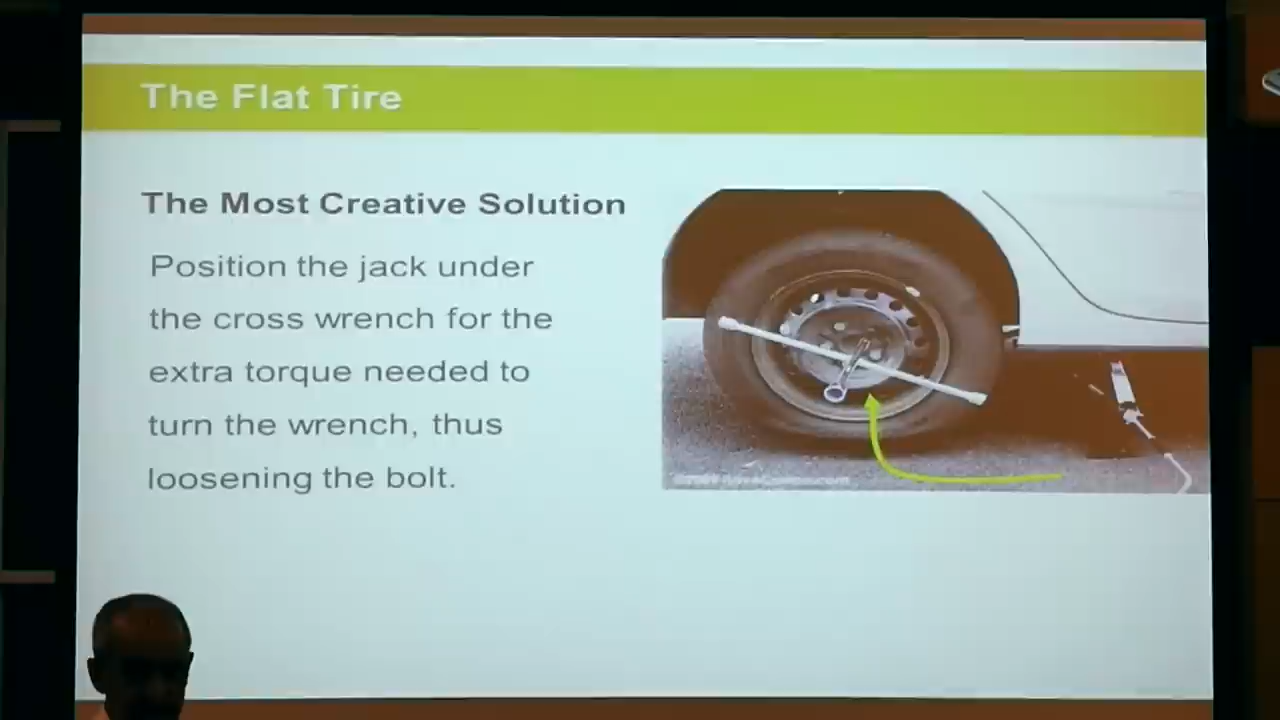 The Flat Tire
The Most Creative Solution
Position the jack under
the cross wrench for the
extra torque needed to
turn the wrench, thus
loosening the bolt.